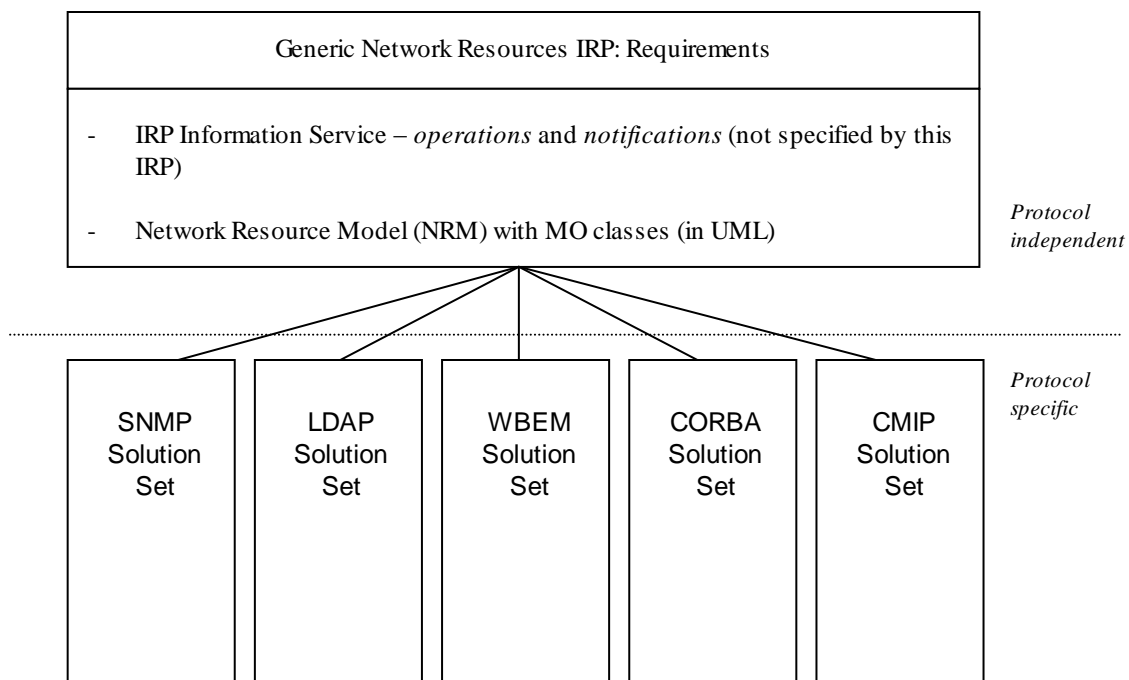 Generic Network Resources IRP: Requirements
- IRP Information Service – operations and notifications (not specified by this
IRP)
- Network Resource Model (NRM) with MO classes (in UML)
Protocol
independent
Protocol
specific
SNMP
Solution
Set
LDAP
Solution
Set
WBEM
Solution
Set
CORBA
Solution
Set
CMIP
Solution
Set